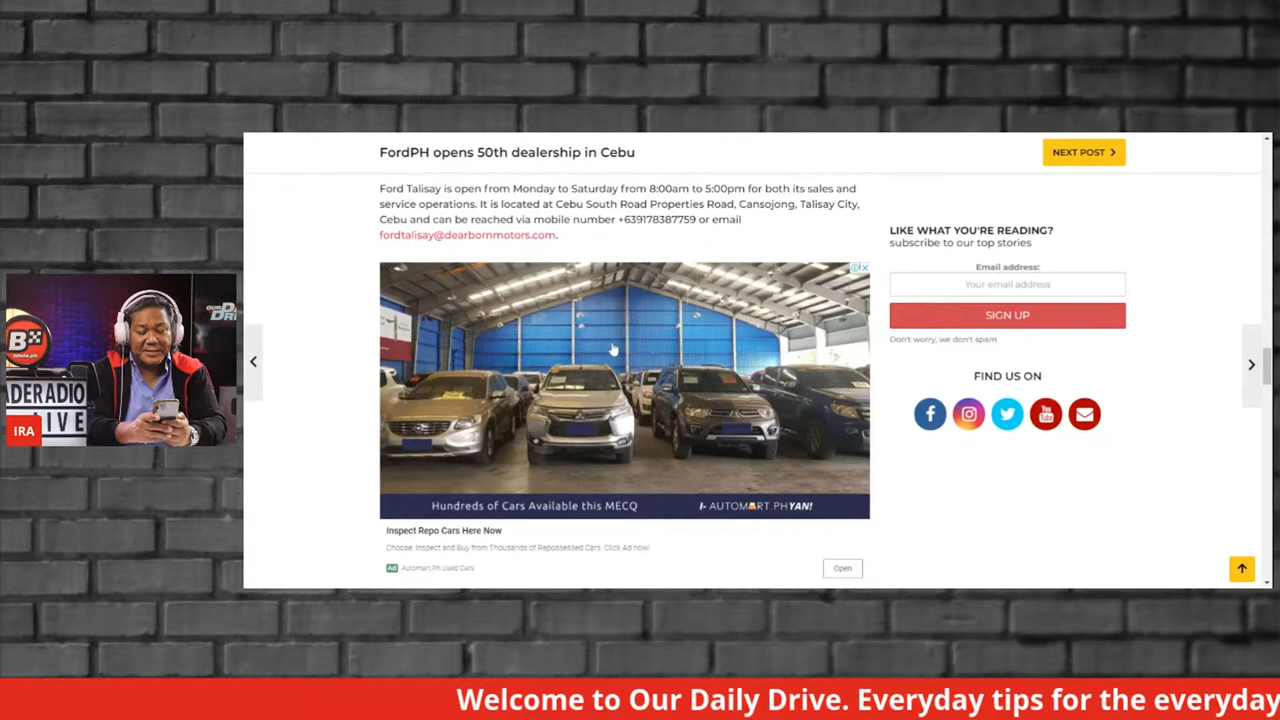 FordPH opens 50th dealership in Cebu
NEXT POST
Ford Talisay is open from Monday to Saturday from 8:00am to 5:00pm for both its sales and
service operations. It is located at Cebu South Road Properties Road, Cansojong, Talisay City,
Cebu and can be reached via mobile number +639178387759 or email
fordtalisay@dearbornmotors.com.
LIKE WHAT YOU'RE READING?
subscribe to our top stories
Email address:
Your email address
SIGN UP
Don't worry, we don't spam
FIND US ON
You Tube
Hundreds of Cars Available this MECQ
I- AUTOMART.PHYAN!
Inspect Repo Cars Here Now
Choose, Inspect and Buy from Thousands of Repossessed Cars. Click Ad now!
Ad Automart.Ph Used Cars
Open
B
ADERADIO
IVE
IRA
Welcome to Our Daily Drive. Everyday tips for the everyday